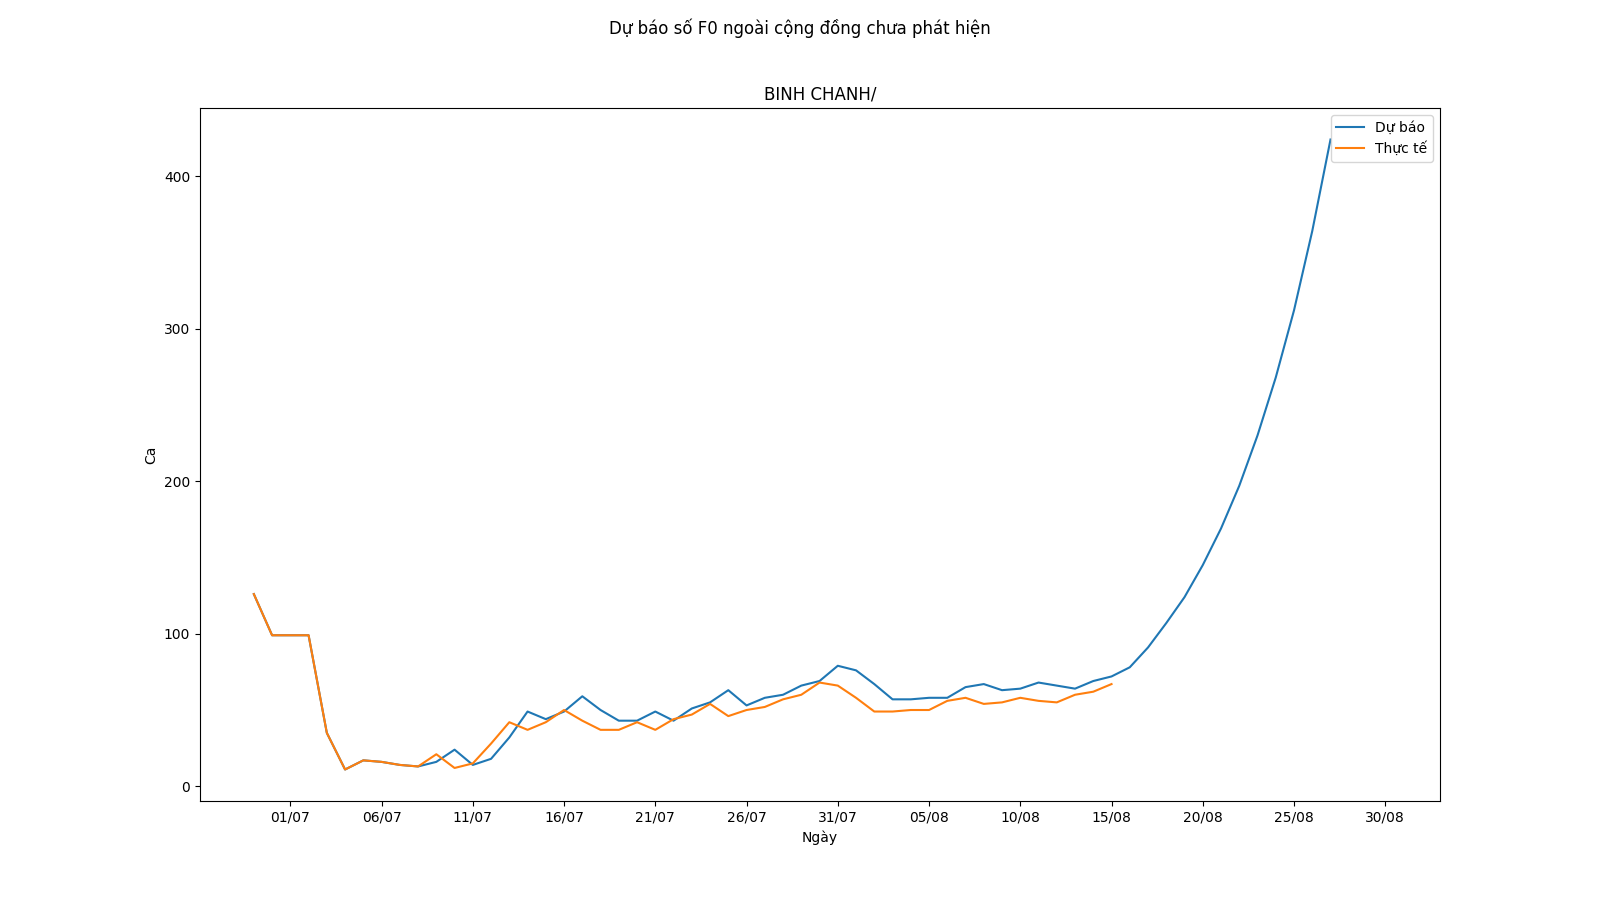 Dự báo số F0 ngoài cộng đồng chưa phát hiện
BINH CHANH/
Dự báo
Thực tế
400
300
200
100
0
Ca
01/07 06/07 11/07 16/07 21/07 26/07 31/07 05/08 10/08 15/08 20/08 25/08 30/08
Ngày